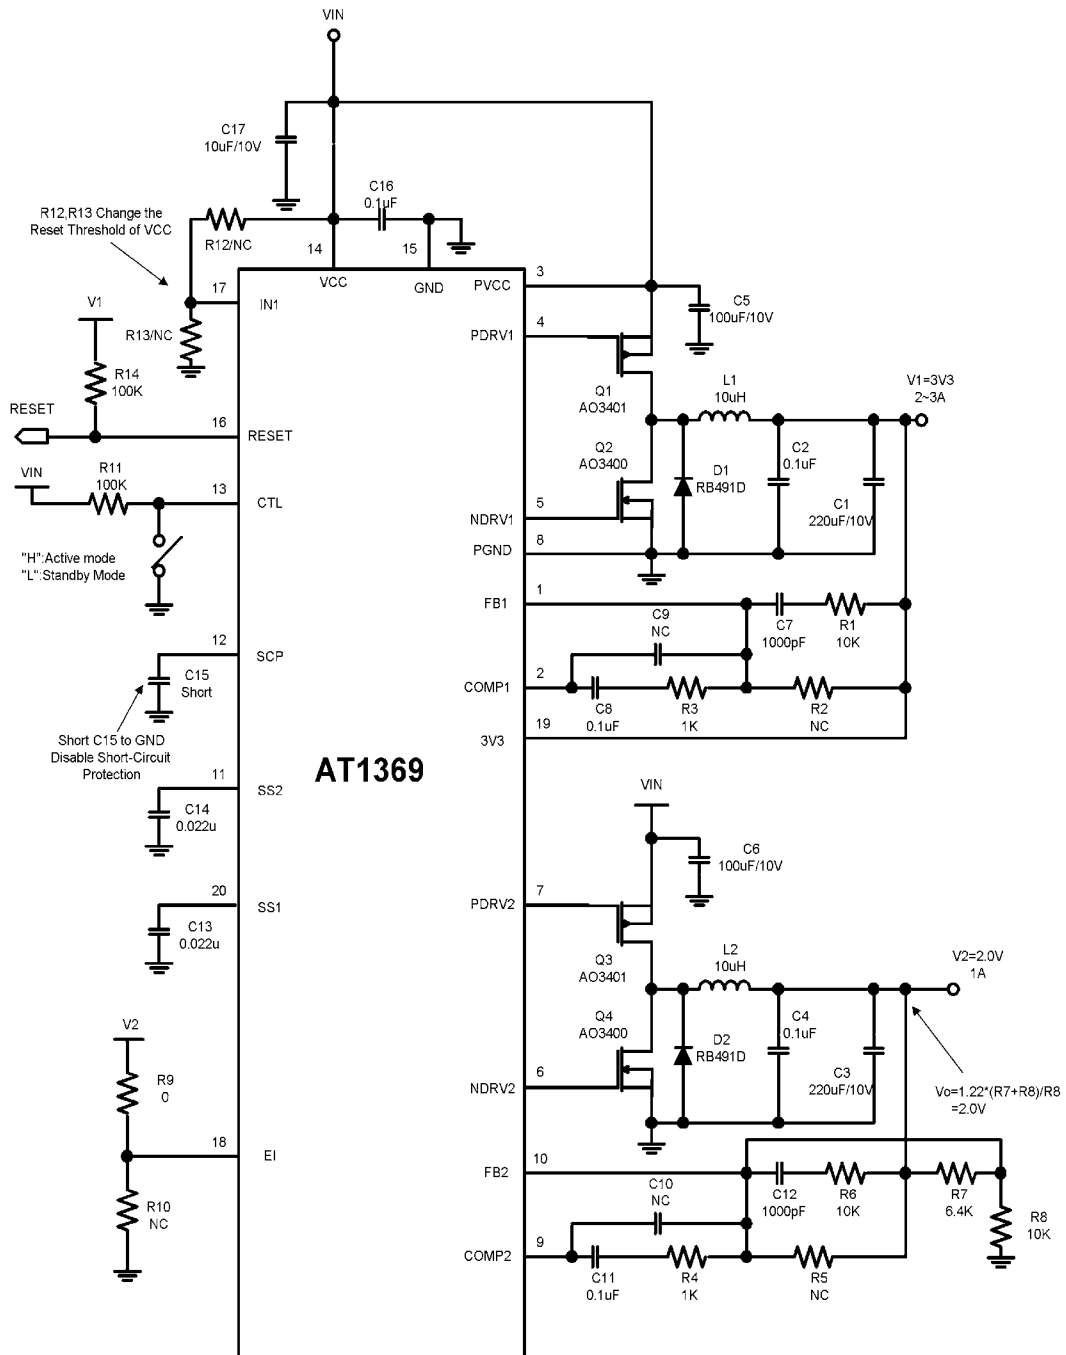 VIN
C17
10uF/10V
C16
0.1uF
R12,R13 Change the
Reset Threshold of VCC
R12/NC
14
15
VCC
GND
PVCC
3
C5
100uF/10V
17
IN1
V1
R13/NC
PDRV1
4
R14
100K
Q1
AO3401
L1
10uH
V1=3V3
2~3A
RESET
16
RESET
VIN
R11
100K
13
CTL
Q2
AO3400
D1
RB491D
C2
0.1uF
C1
220uF/10V
NDRV1
5
PGND
8
"H":Active mode
"L":Standby Mode
FB1
1
C9
NC
C7
1000pF
R1
10K
12
SCP
C15
Short
COMP1
2
C8
0.1uF
R3
1K
R2
NC
19
3V3
Short C15 to GND
Disable Short-Circuit
Protection
AT1369
11
SS2
C14
0.022u
VIN
C6
100uF/10V
20
SS1
C13
0.022u
PDRV2
7
Q3
AO3401
L2
10uH
V2=2.0V
1A
V2
Q4
AO3400
D2
RB491D
C4
0.1uF
C3
220uF/10V
R9
0
NDRV2
6
Vo=1.22*(R7+R8)/R8
=2.0V
18
EI
R10
NC
FB2
10
C10
NC
C12
1000pF
R6
10K
R7
6.4K
R8
10K
COMP2
9
C11
0.1uF
R4
1K
R5
NC